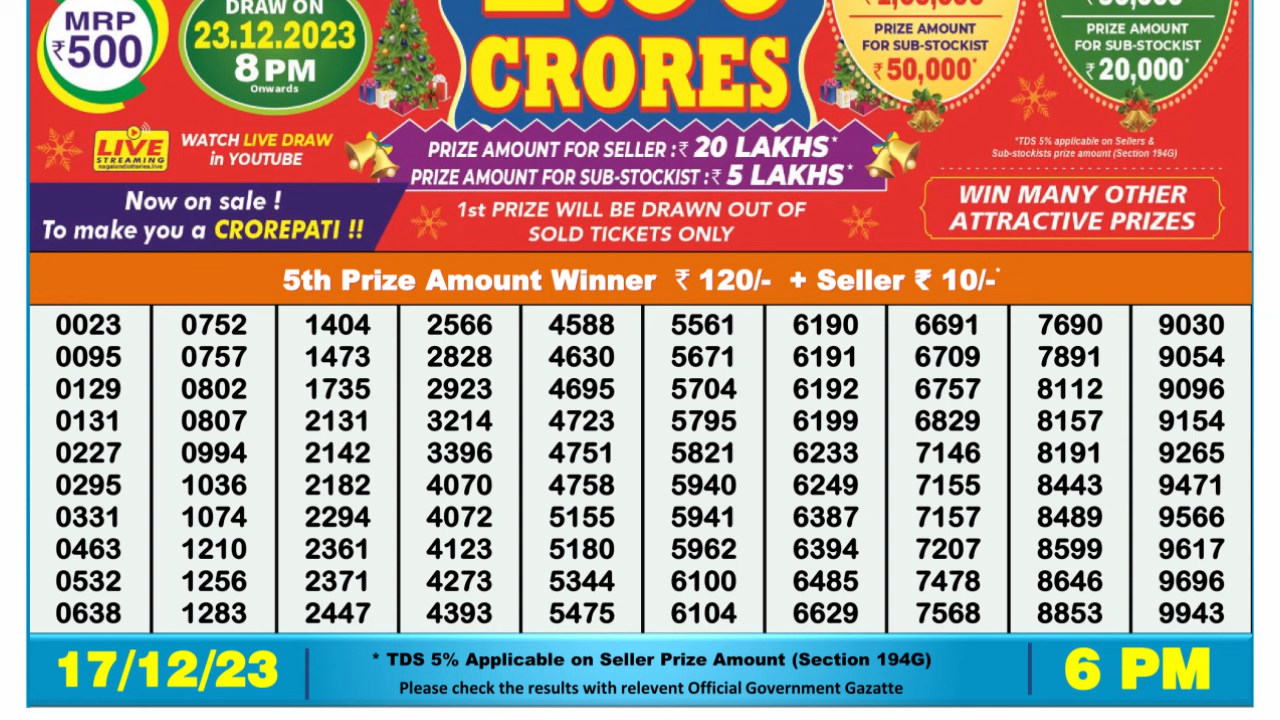 MRP
₹500
DRAW ON
23.12.2023
8 PM
Onwards
CRORES
PRIZE AMOUNT
FOR SUB-STOCKIST
₹ 50,000*
PRIZE AMOUNT
FOR SUB-STOCKIST
₹ 20,000*
LIVE
STREAMING
nagalandlotteries.live
WATCH LIVE DRAW
in YOUTUBE
PRIZE AMOUNT FOR SELLER :₹ 20 LAKHS*
PRIZE AMOUNT FOR SUB-STOCKIST :₹ 5 LAKHS*
*TDS 5% applicable on Sellers &
Sub-stockists prize amount (Section 194G)
Now on sale !
To make you a CROREPATI !!
1st PRIZE WILL BE DRAWN OUT OF
SOLD TICKETS ONLY
WIN MANY OTHER
ATTRACTIVE PRIZES
5th Prize Amount Winner ₹ 120/- + Seller ₹ 10/-*
0023 0752 1404 2566 4588 5561 6190 6691 7690 9030
0095 0757 1473 2828 4630 5671 6191 6709 7891 9054
0129 0802 1735 2923 4695 5704 6192 6757 8112 9096
0131 0807 2131 3214 4723 5795 6199 6829 8157 9154
0227 0994 2142 3396 4751 5821 6233 7146 8191 9265
0295 1036 2182 4070 4758 5940 6249 7155 8443 9471
0331 1074 2294 4072 5155 5941 6387 7157 8489 9566
0463 1210 2361 4123 5180 5962 6394 7207 8599 9617
0532 1256 2371 4273 5344 6100 6485 7478 8646 9696
0638 1283 2447 4393 5475 6104 6629 7568 8853 9943
17/12/23
* TDS 5% Applicable on Seller Prize Amount (Section 194G)
Please check the results with relevent Official Government Gazatte
6 PM